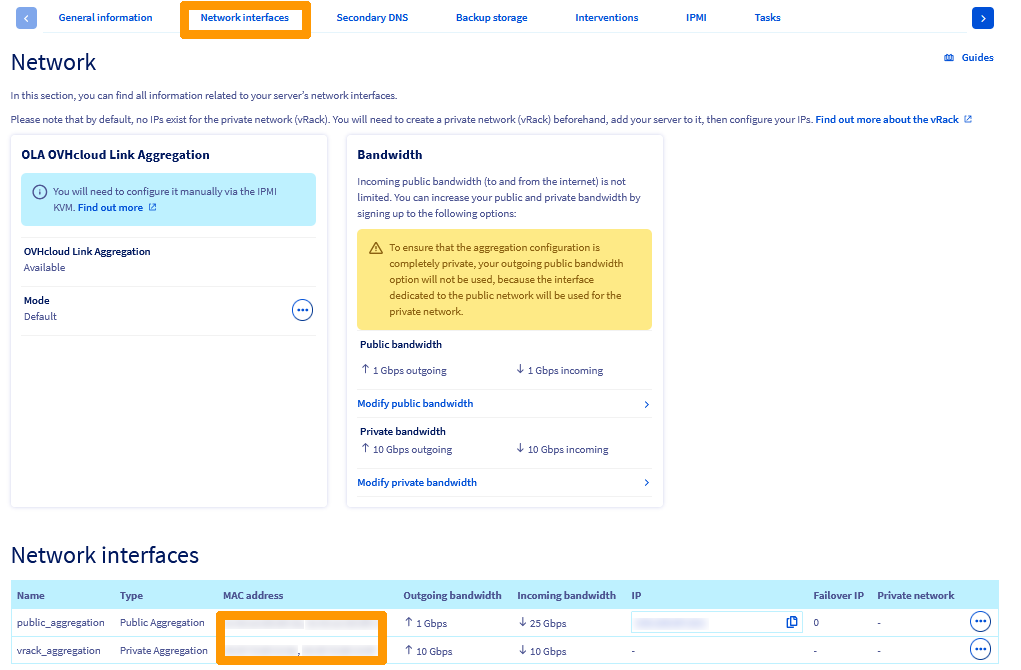 General information Network interfaces Secondary DNS Backup storage Interventions IPMI Tasks
Network
Guides
In this section, you can find all information related to your server's network interfaces.
Please note that by default, no IPs exist for the private network (vRack). You will need to create a private network (vRack) beforehand, add your server to it, then configure your IPs. Find out more about the vRack
OLA OVHcloud Link Aggregation
You will need to configure it manually via the IPMI
KVM. Find out more
OVHcloud Link Aggregation
Available
Mode
Default
Bandwidth
Incoming public bandwidth (to and from the internet) is not
limited. You can increase your public and private bandwidth by
signing up to the following options:
To ensure that the aggregation configuration is
completely private, your outgoing public bandwidth
option will not be used, because the interface
dedicated to the public network will be used for the
private network.
Public bandwidth
↑ 1 Gbps outgoing ↓ 1 Gbps incoming
Modify public bandwidth
Private bandwidth
↑ 10 Gbps outgoing ↓ 10 Gbps incoming
Modify private bandwidth
Network interfaces
Name Type MAC address Outgoing bandwidth Incoming bandwidth IP Failover IP Private network
public_aggregation Public Aggregation ↑ 1 Gbps ↓ 25 Gbps 0 -
vrack_aggregation Private Aggregation , ↑ 10 Gbps ↓ 10 Gbps - - -